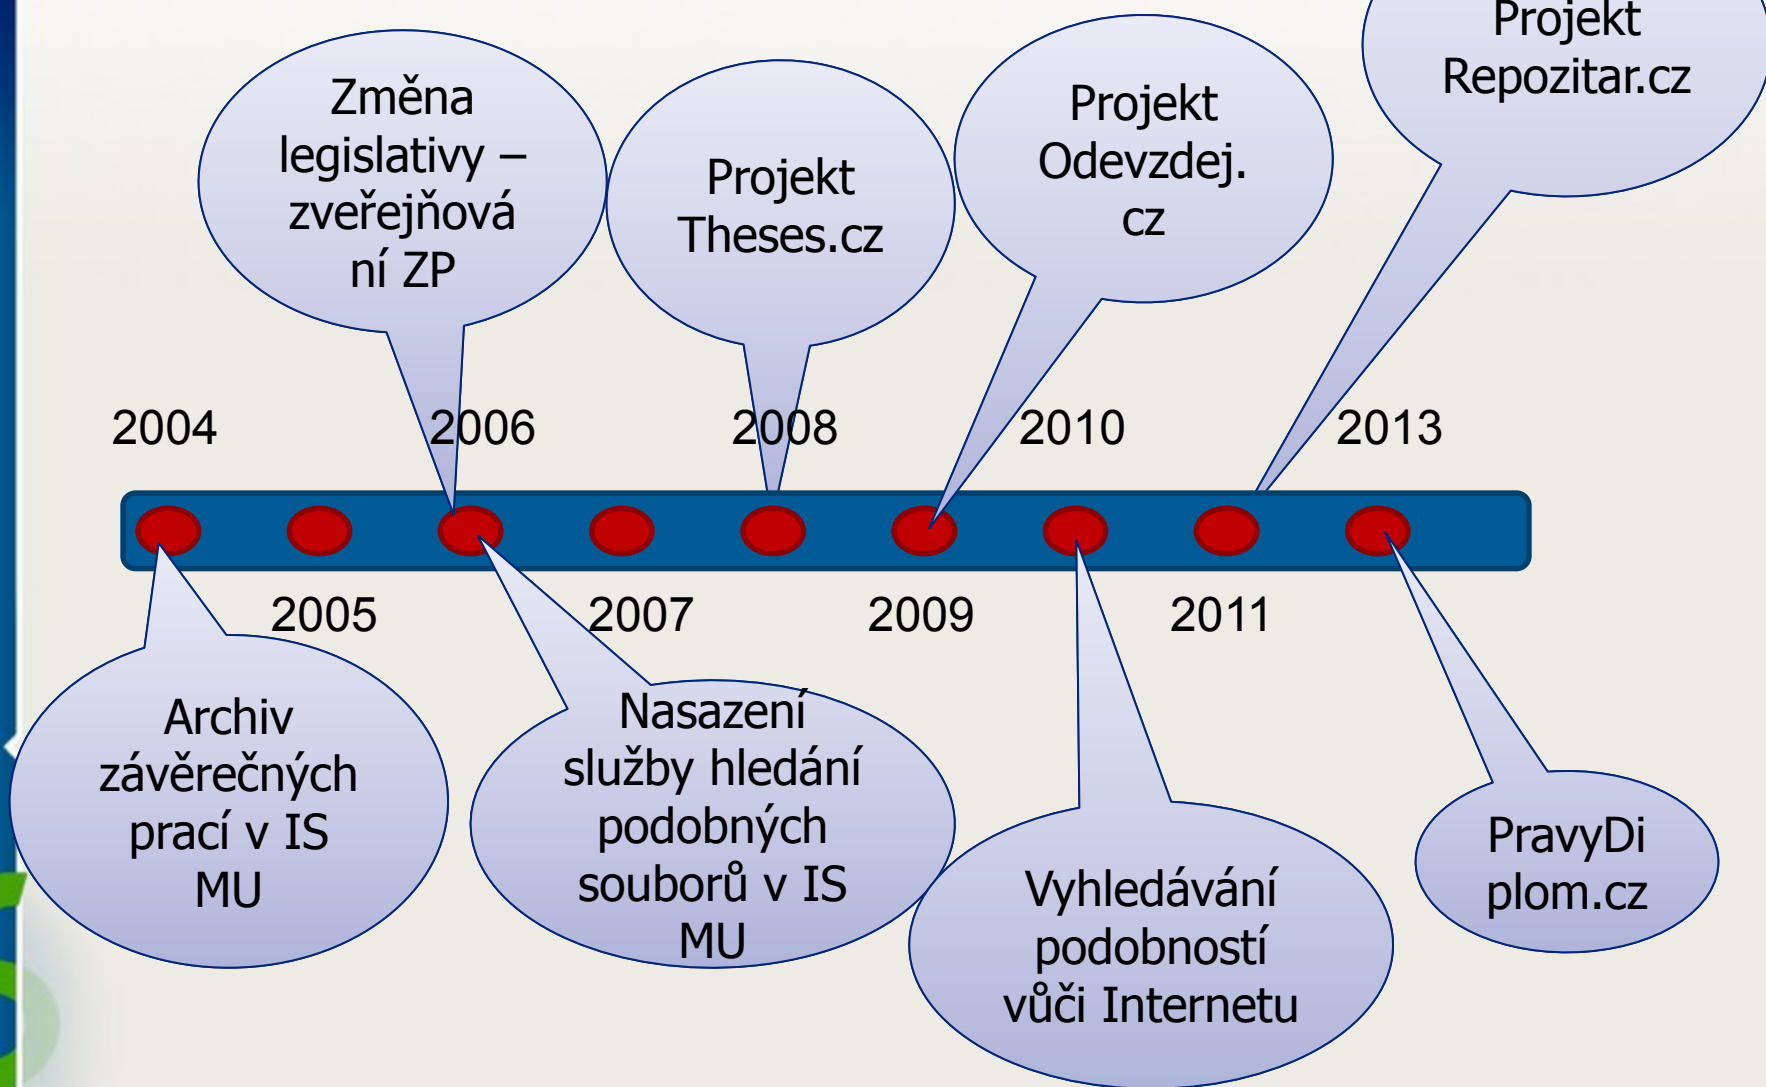 Změna
legislativy –
zveřejňová
ní ZP
Projekt
Theses.cz
Projekt
Odevzdej.
cz
Projekt
Repozitar.cz
2004
2006
2008
2010
2013
2005
2007
2009
2011
Archiv
závěrečných
prací v IS
MU
Nasazení
služby hledání
podobných
souborů v IS
MU
Vyhledávání
podobností
vůči Internetu
PravyDi
plom.cz